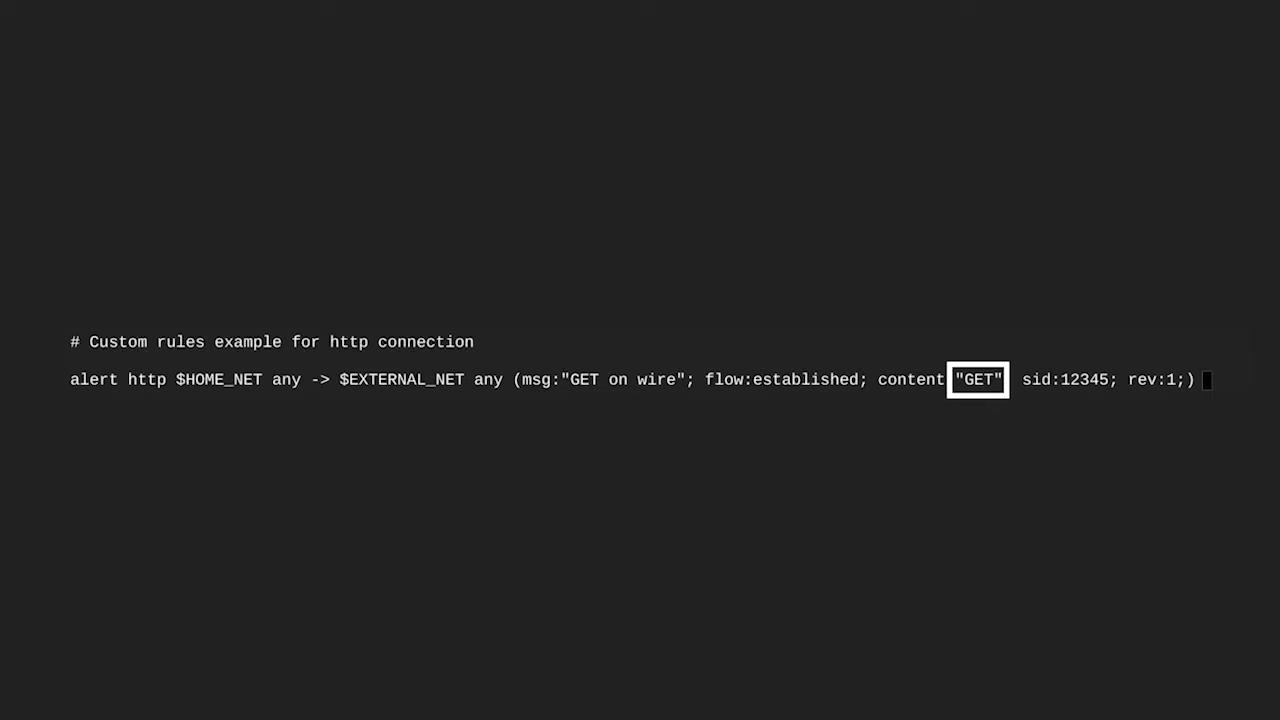 # Custom rules example for http connection
alert http $HOME_NET any -> $EXTERNAL_NET any (msg:"GET on wire"; flow:established; content "GET" sid:12345; rev:1;)